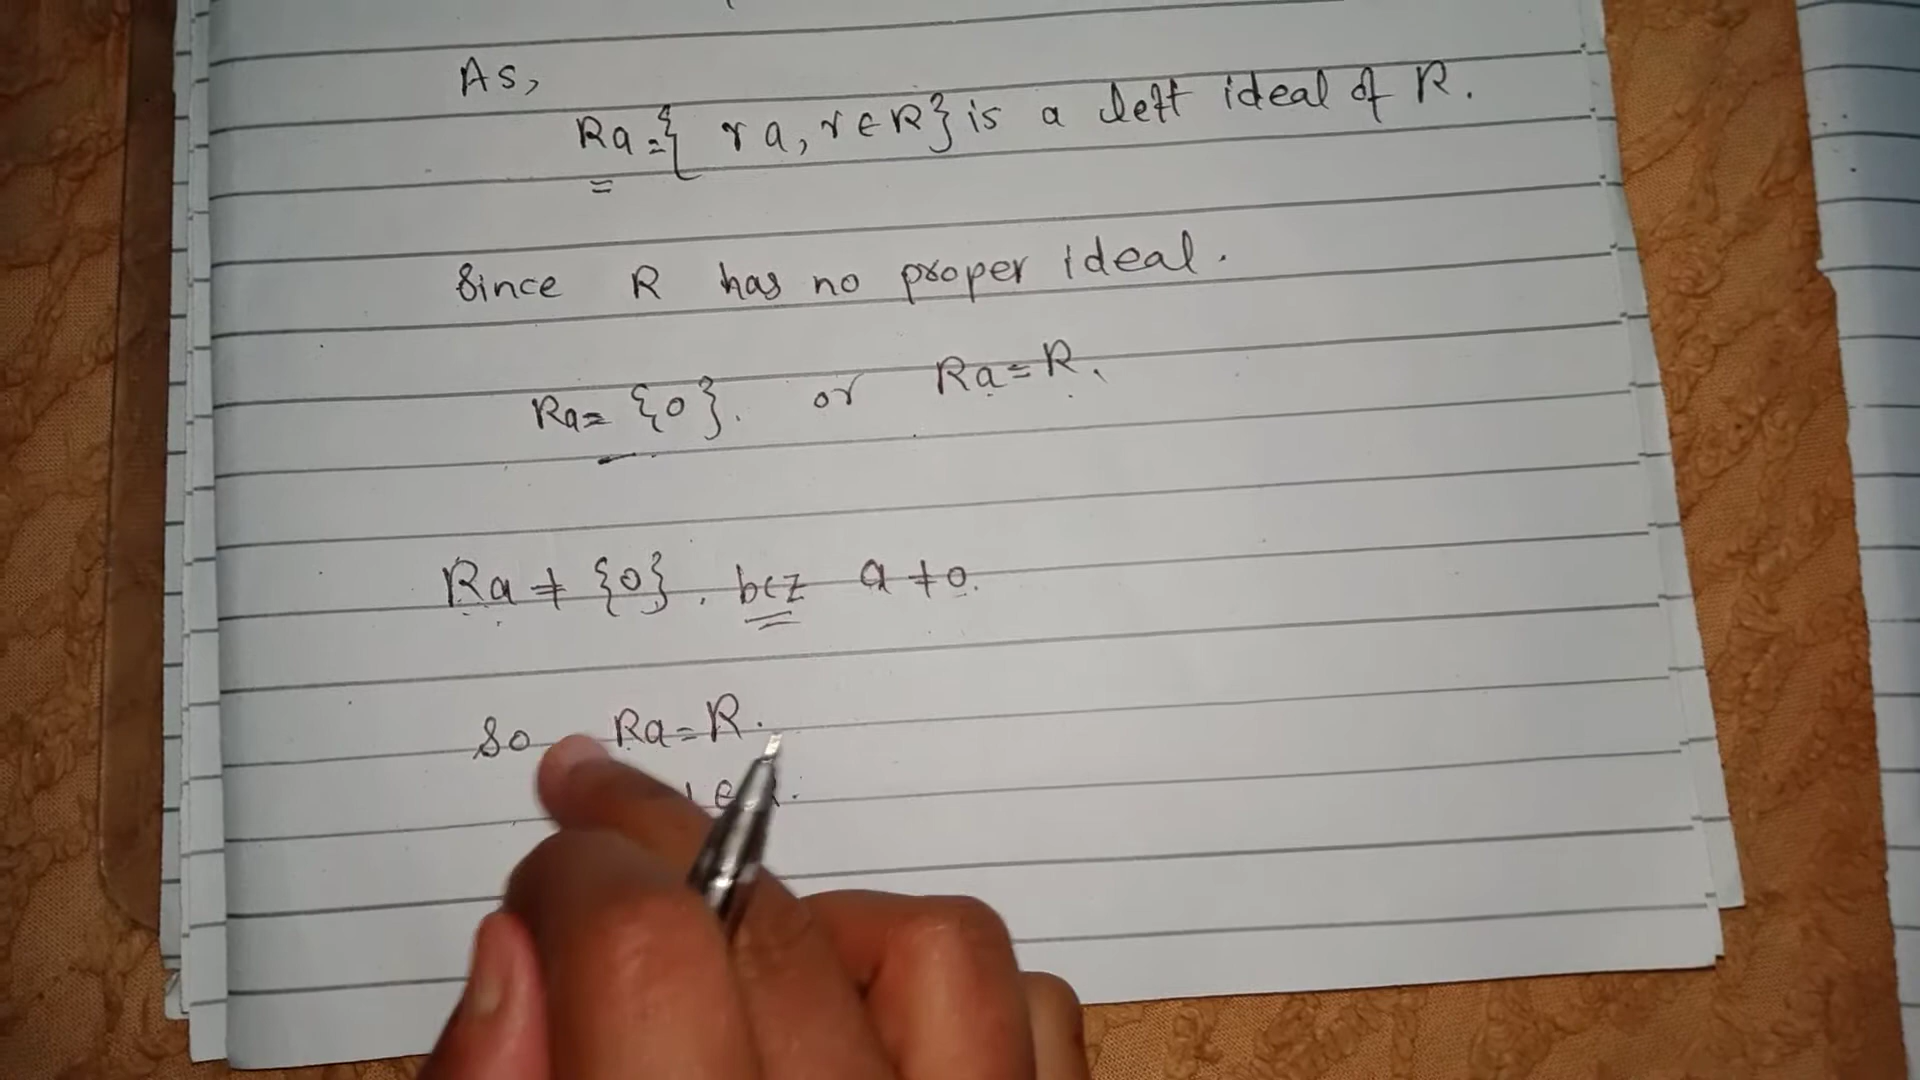 As,
Ra={ra, r∈R} is a left ideal of R.
Since R has no proper ideal.
Ra={0}. or Ra=R.
Ra≠{0}. bcz a≠0.
So Ra=R.